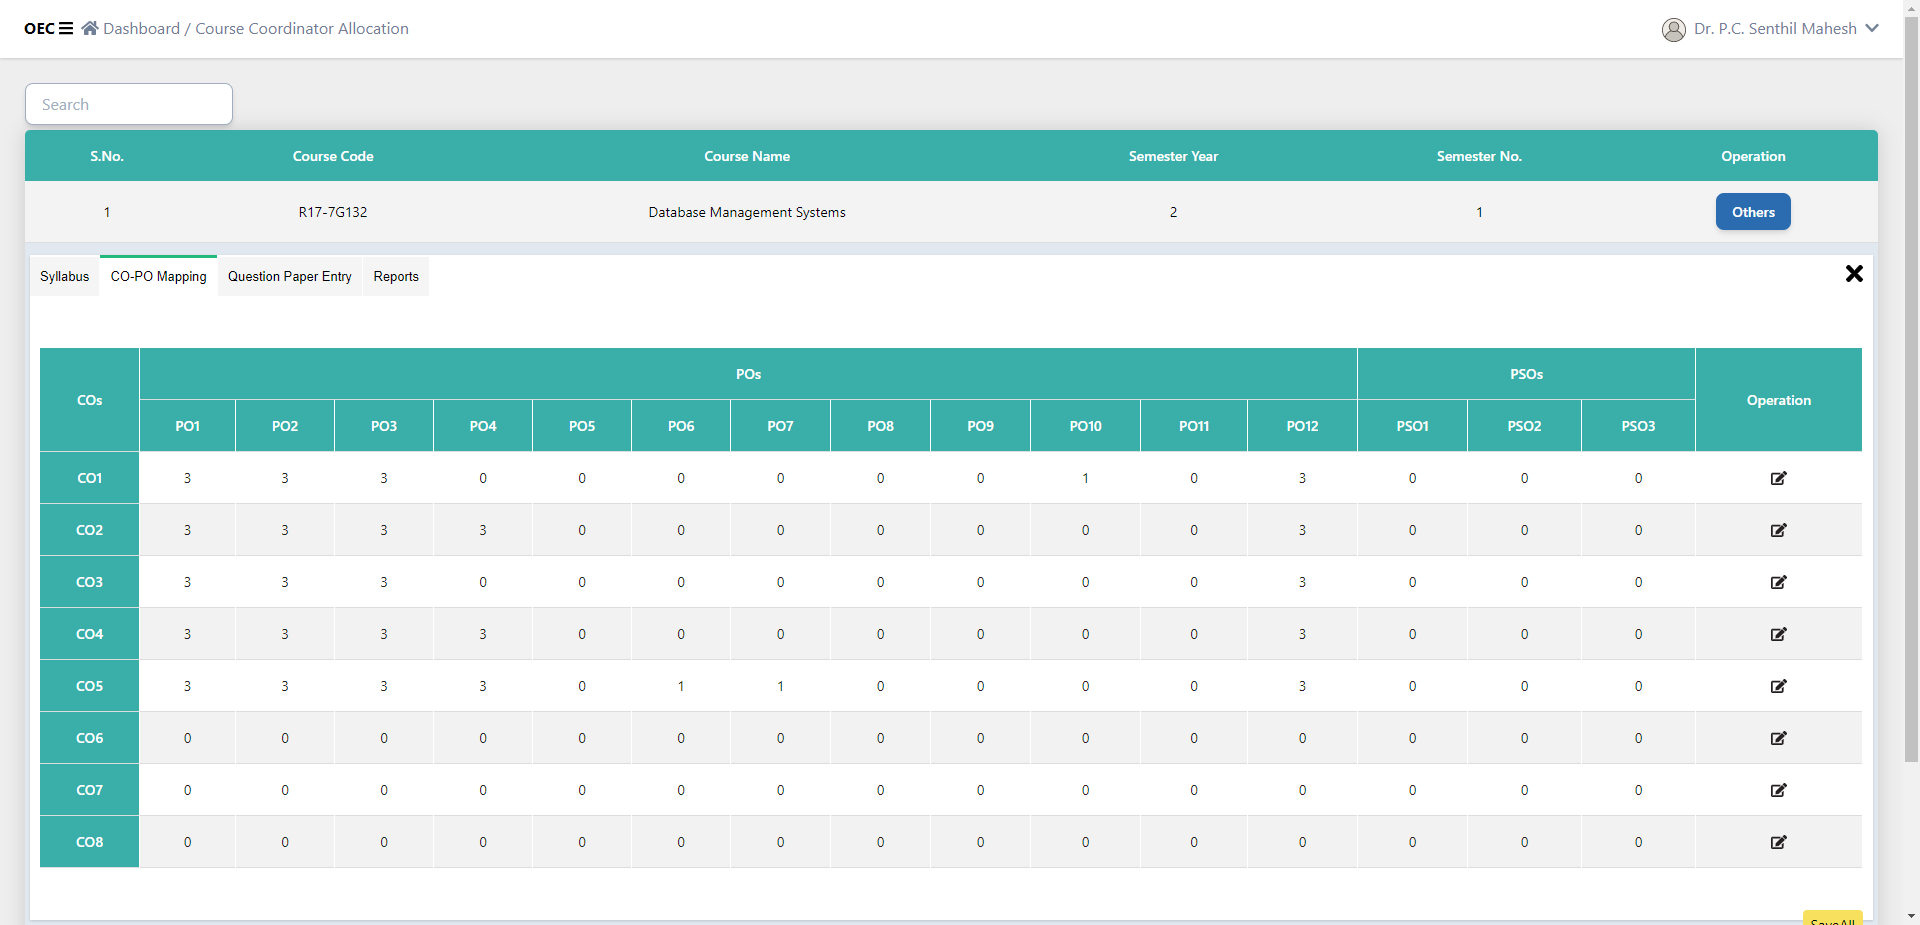 OEC Dashboard / Course Coordinator Allocation Dr. P.C. Senthil Mahesh
Search
S.No. Course Code Course Name Semester Year Semester No. Operation
1 R17-7G132 Database Management Systems 2 1 Others
Syllabus CO-PO Mapping Question Paper Entry Reports
COs POs PSOs Operation
PO1 PO2 PO3 PO4 PO5 PO6 PO7 PO8 PO9 PO10 PO11 PO12 PSO1 PSO2 PSO3
CO1 3 3 3 0 0 0 0 0 0 1 0 3 0 0 0
CO2 3 3 3 3 0 0 0 0 0 0 0 3 0 0 0
CO3 3 3 3 0 0 0 0 0 0 0 0 3 0 0 0
CO4 3 3 3 3 0 0 0 0 0 0 0 3 0 0 0
CO5 3 3 3 3 0 1 1 0 0 0 0 3 0 0 0
CO6 0 0 0 0 0 0 0 0 0 0 0 0 0 0 0
CO7 0 0 0 0 0 0 0 0 0 0 0 0 0 0 0
CO8 0 0 0 0 0 0 0 0 0 0 0 0 0 0 0
SaveAll